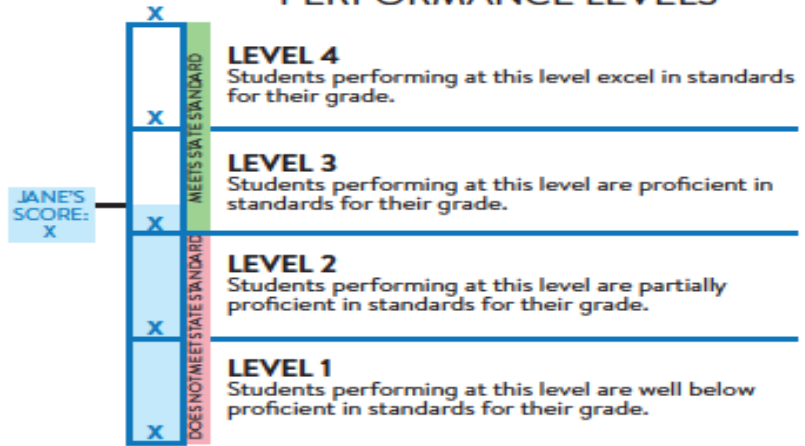 PERFORMANCE LEVELS
X
LEVEL 4
Students performing at this level excel in standards
for their grade.
X
MEETS STATE STANDARD
LEVEL 3
Students performing at this level are proficient in
standards for their grade.
JANE'S
SCORE:
X
X
DOES NOT MEET STATE STANDARD
LEVEL 2
Students performing at this level are partially
proficient in standards for their grade.
X
LEVEL 1
Students performing at this level are well below
proficient in standards for their grade.
X